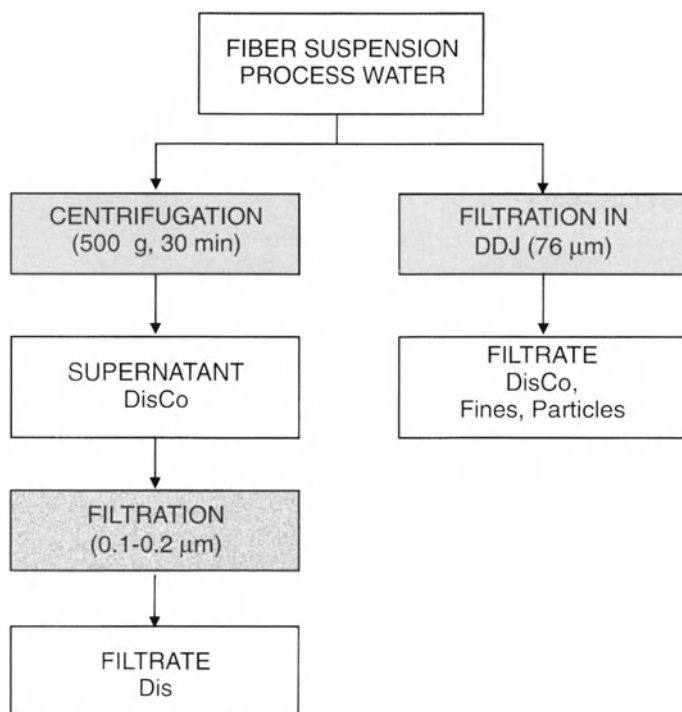 FIBER SUSPENSION
PROCESS WATER
CENTRIFUGATION
(500 g, 30 min)
FILTRATION IN
DDJ (76 μm)
SUPERNATANT
DisCo
FILTRATE
DisCo,
Fines, Particles
FILTRATION
(0.1-0.2 μm)
FILTRATE
Dis